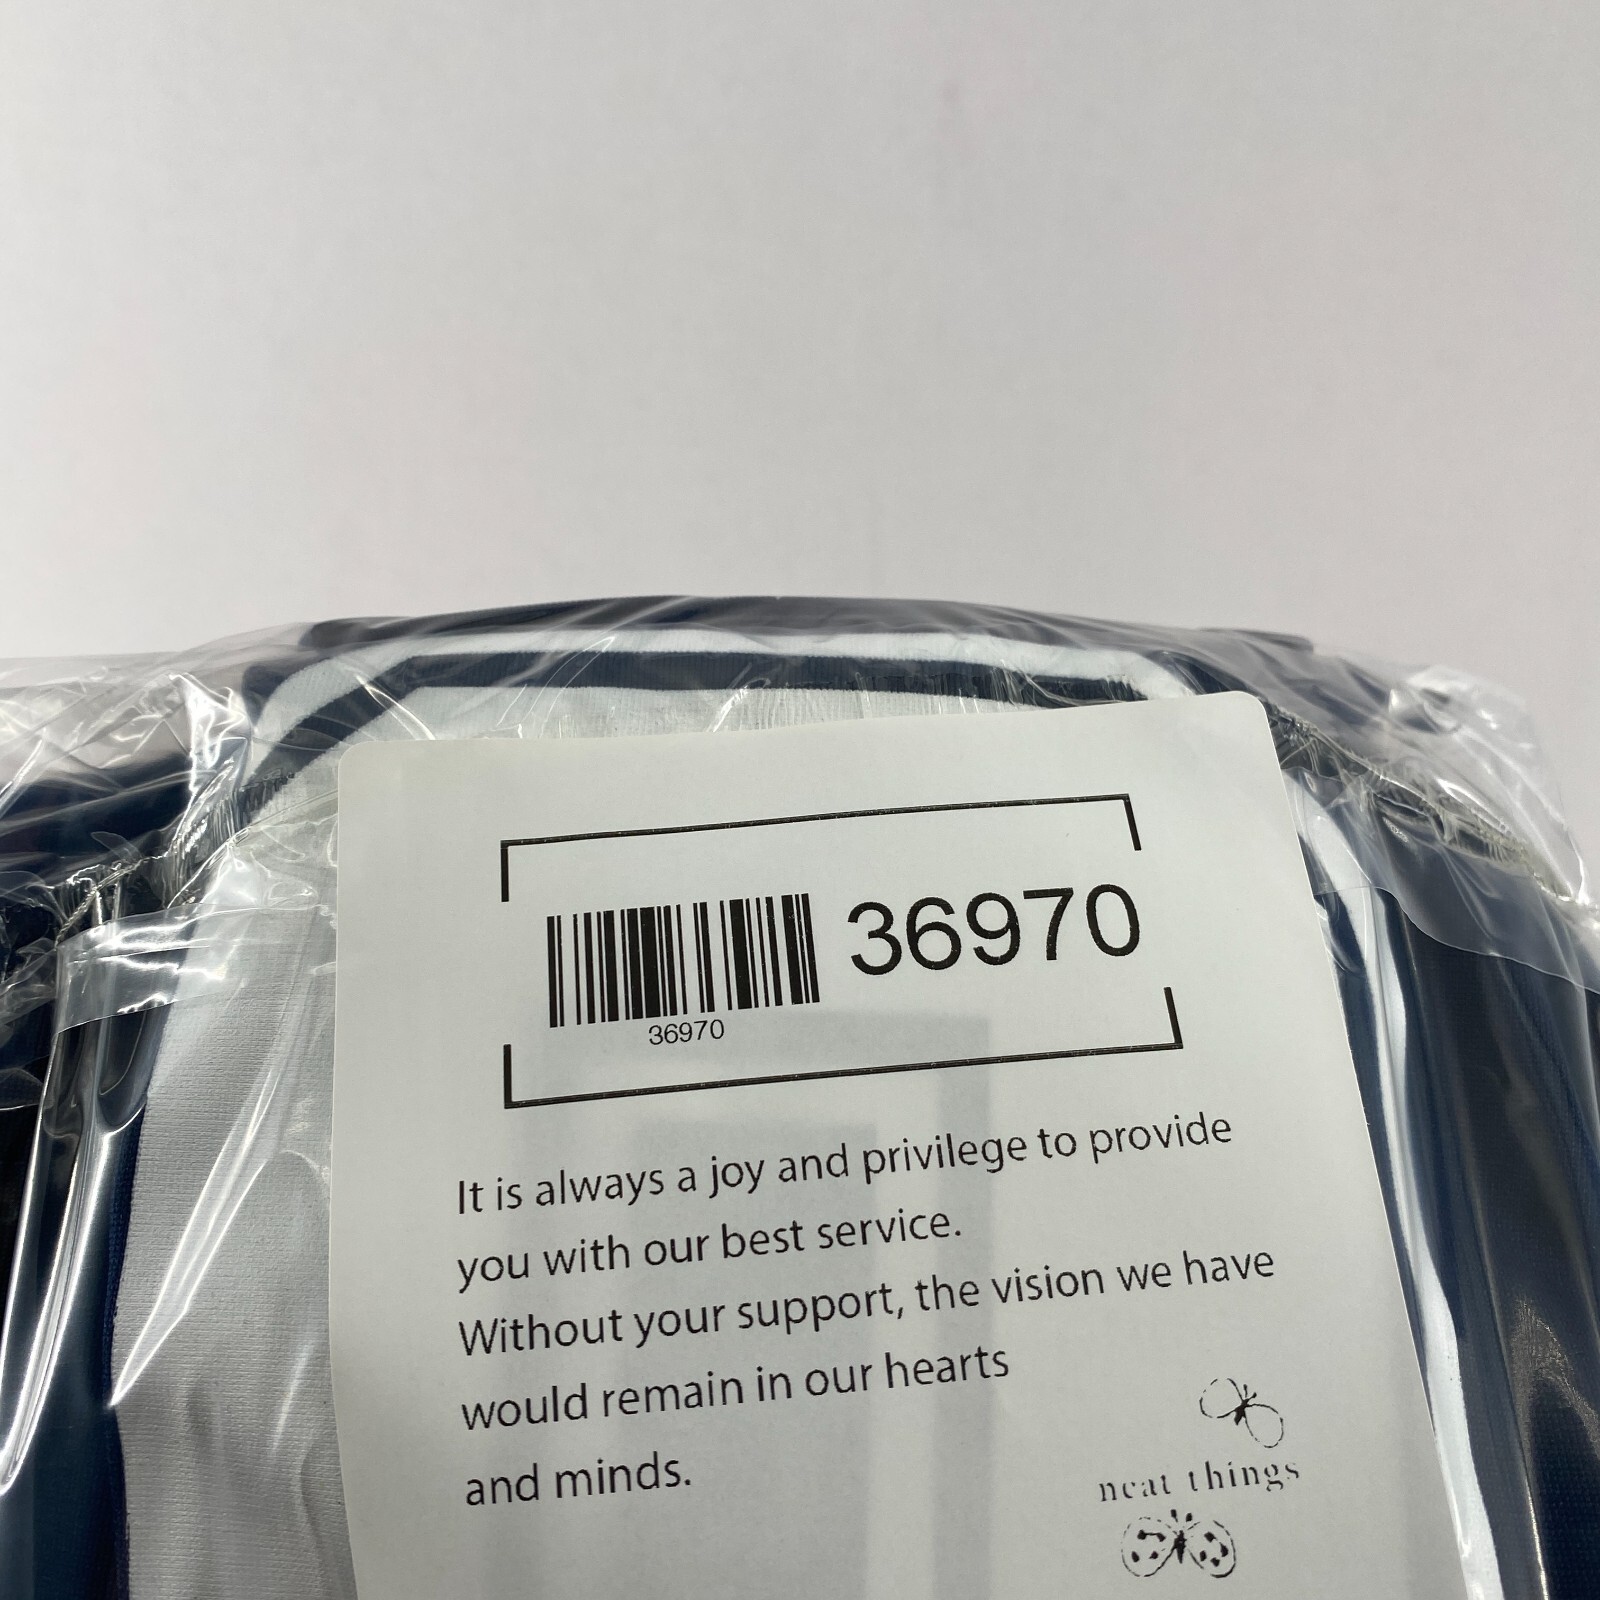 36970
36970
It is always a joy and privilege to provide
you with our best service.
Without your support, the vision we have
would remain in our hearts
and minds.
neat things